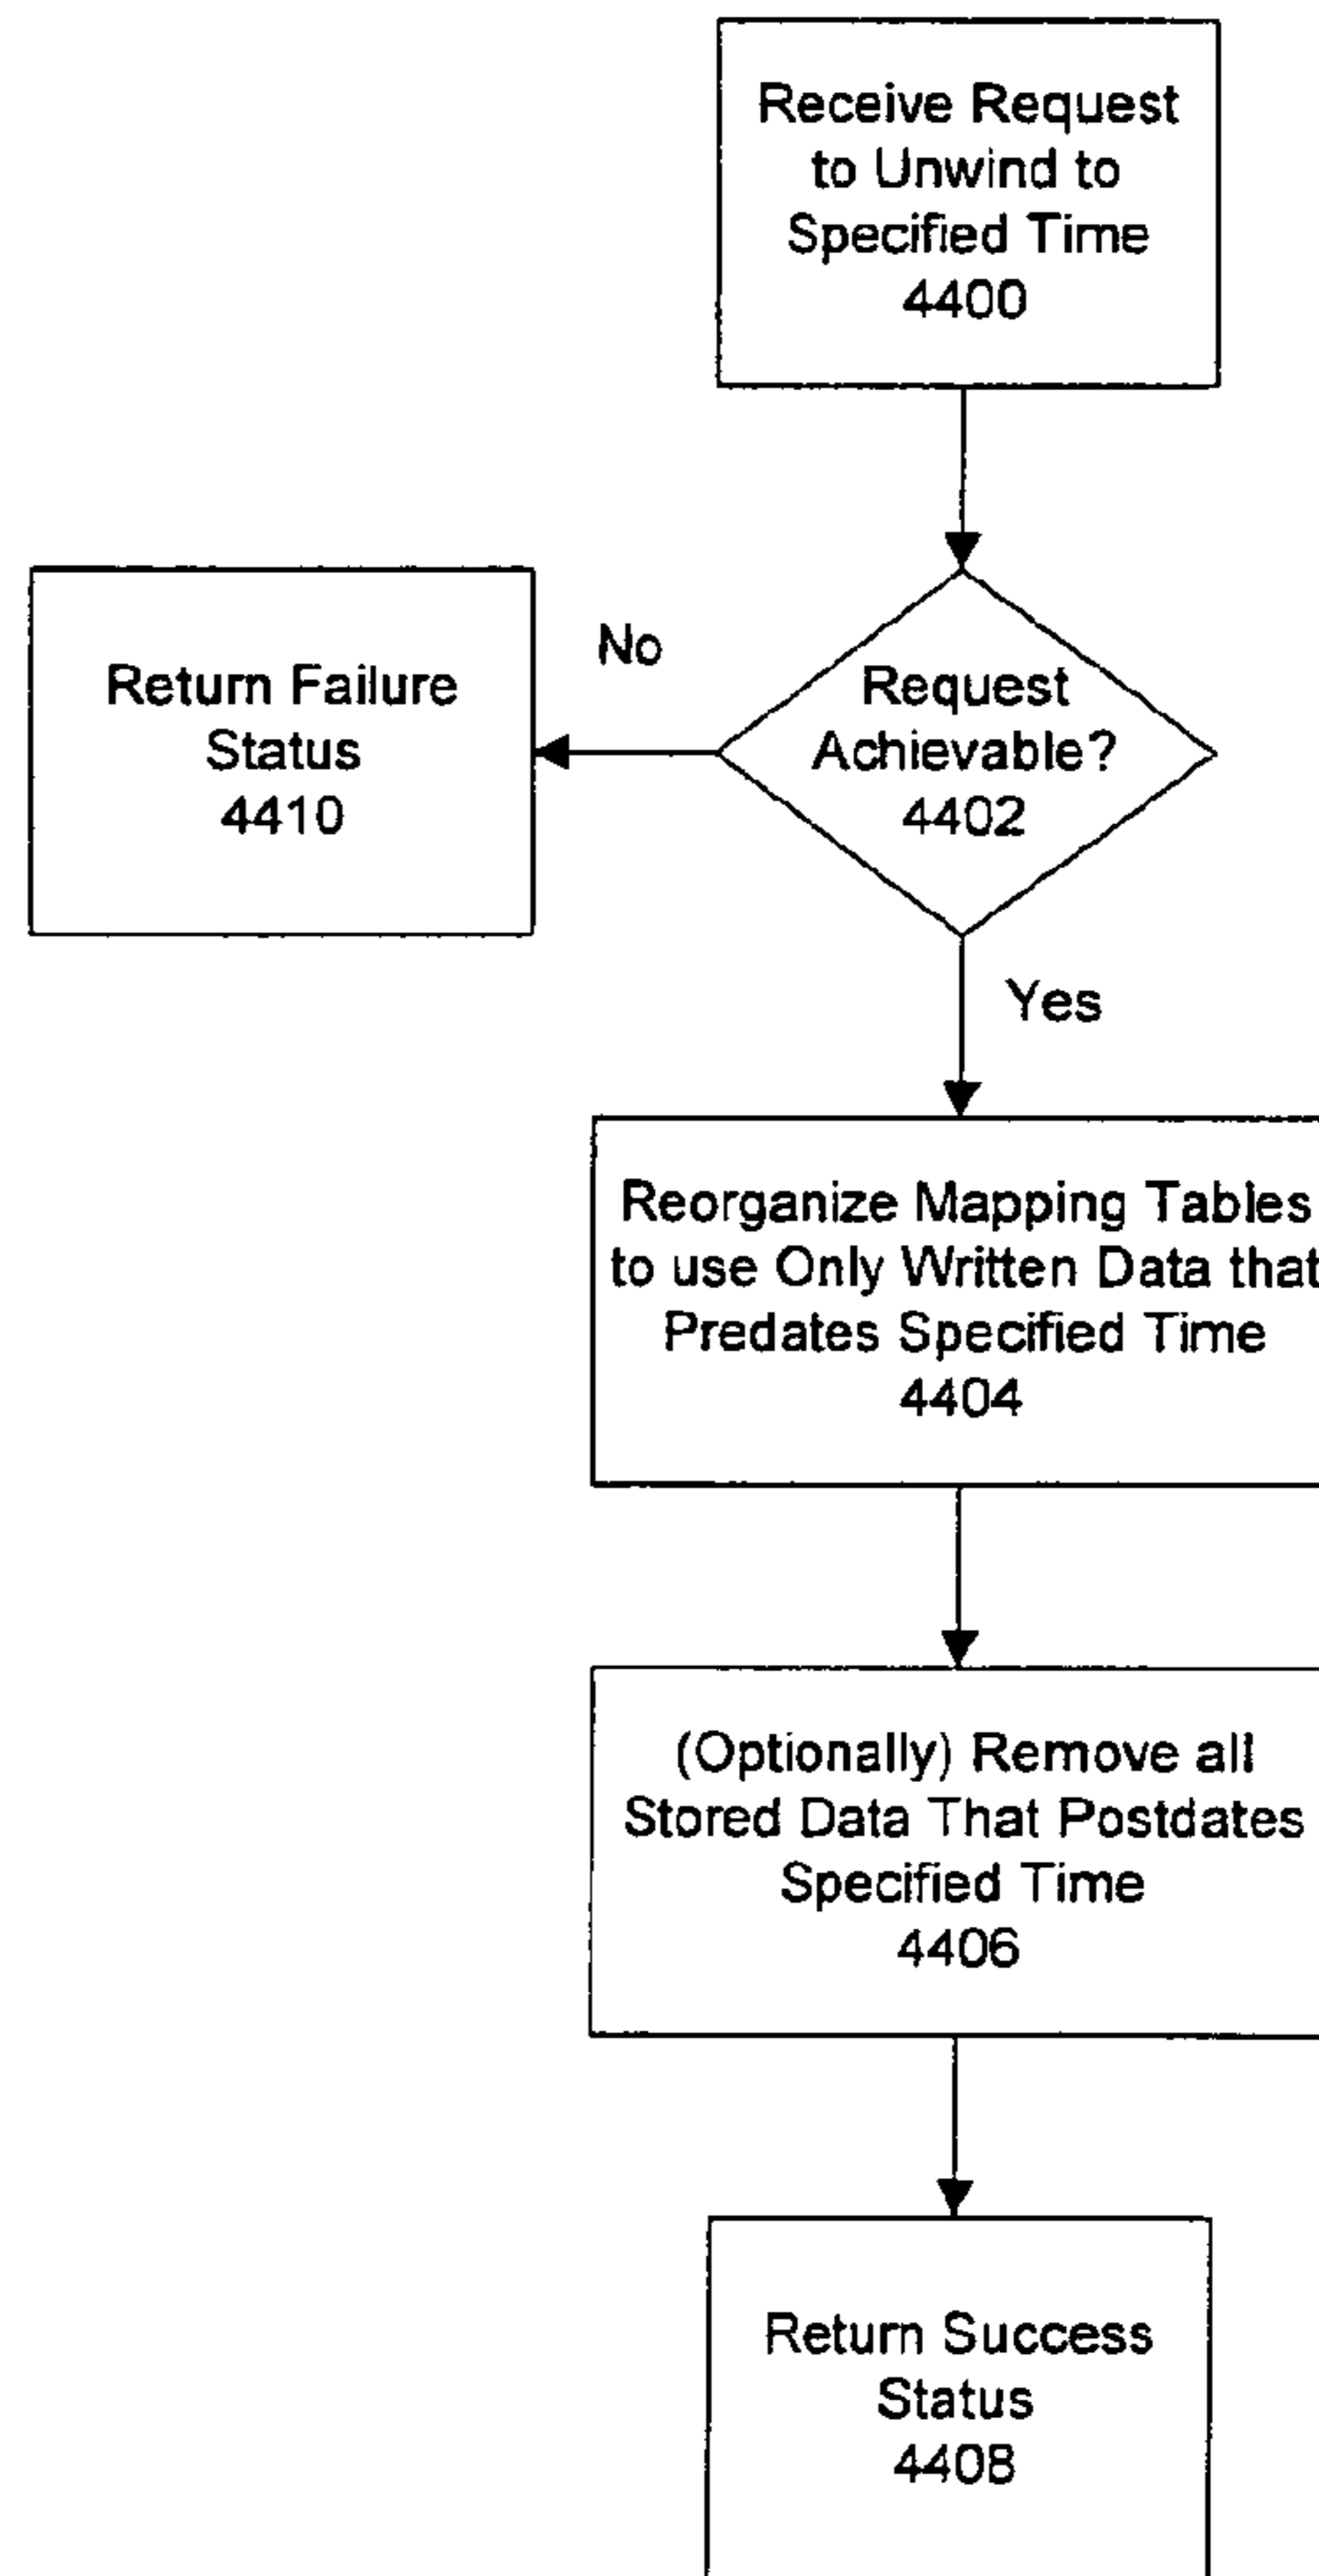 Receive Request
to Unwind to
Specified Time
4400
No
Request
Achievable?
4402
Return Failure
Status
4410
Yes
Reorganize Mapping Tables
to use Only Written Data that
Predates Specified Time
4404
(Optionally) Remove all
Stored Data That Postdates
Specified Time
4406
Return Success
Status
4408